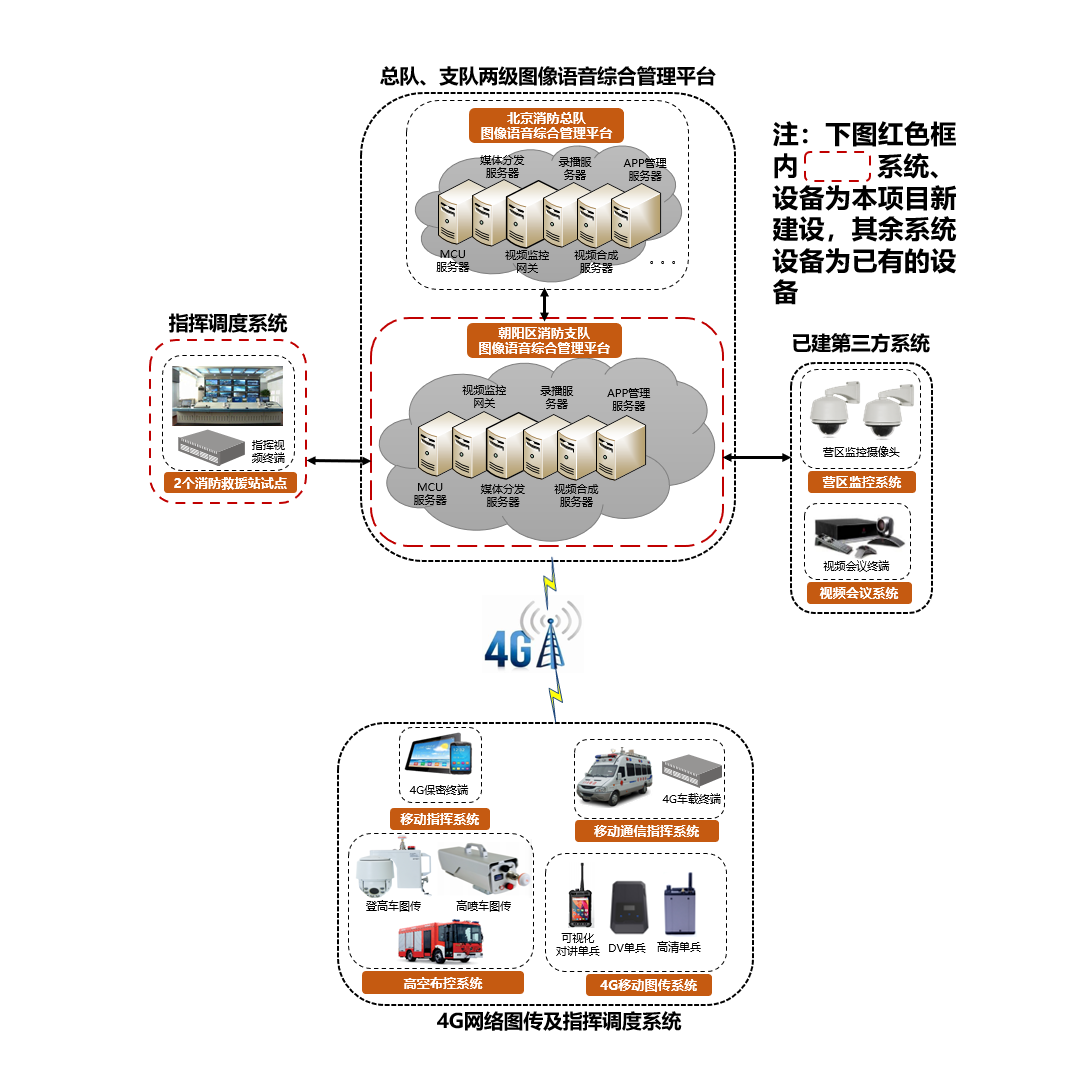 总队、支队两级图像语音综合管理平台
北京消防总队
图像语音综合管理平台
媒体分发
服务器
录播服
务器
APP管理
服务器
MCU
服务器
视频监控
网关
视频合成
服务器
. . .
注：下图红色框
内 系统、
设备为本项目新
建设，其余系统
设备为已有的设
备
指挥调度系统
指挥视
频终端
2个消防救援站试点
朝阳区消防支队
图像语音综合管理平台
视频监控
网关
录播服
务器
APP管理
服务器
MCU
服务器
媒体分发
服务器
视频合成
服务器
已建第三方系统
营区监控摄像头
营区监控系统
视频会议终端
视频会议系统
4G
4G保密终端
移动指挥系统
4G车载终端
移动通信指挥系统
登高车图传
高喷车图传
高空布控系统
可视化
对讲单兵
DV单兵
高清单兵
4G移动图传系统
4G网络图传及指挥调度系统